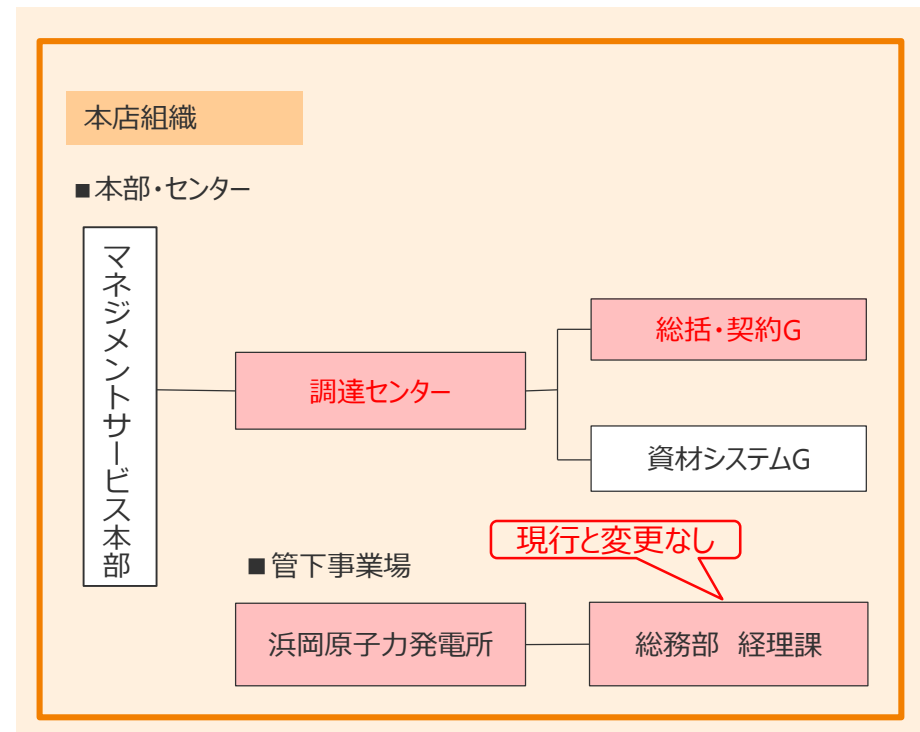 本店組織
■本部・センター
マネジメントサービス本部
総括・契約G
調達センター
資材システムG
現行と変更なし
■管下事業場
浜岡原子力発電所
総務部 経理課